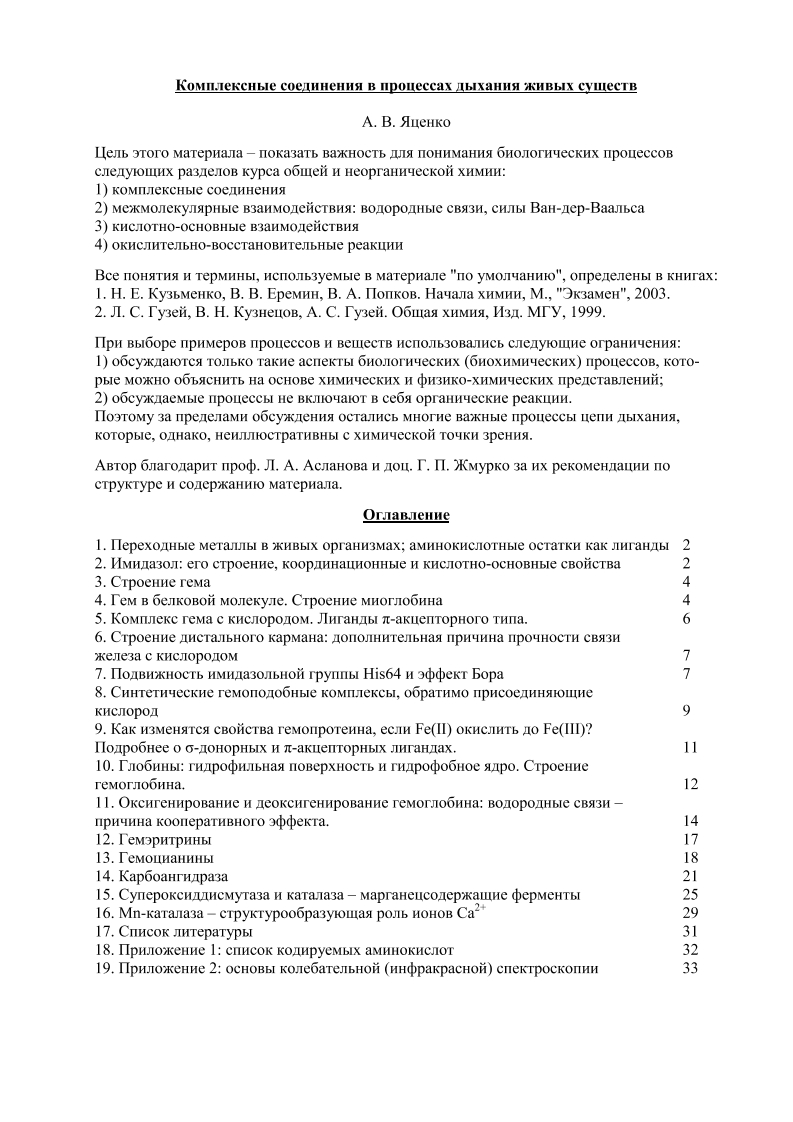 Комплексные соединения в процессах дыхания живых существ
А. В. Яценко
Цель этого материала – показать важность для понимания биологических процессов
следующих разделов курса общей и неорганической химии:
1) комплексные соединения
2) межмолекулярные взаимодействия: водородные связи, силы Ван-дер-Ваальса
3) кислотно-основные взаимодействия
4) окислительно-восстановительные реакции
Все понятия и термины, используемые в материале "по умолчанию", определены в книгах:
1. Н. Е. Кузьменко, В. В. Еремин, В. А. Попков. Начала химии, М., "Экзамен", 2003.
2. Л. С. Гузей, В. Н. Кузнецов, А. С. Гузей. Общая химия, Изд. МГУ, 1999.
При выборе примеров процессов и веществ использовались следующие ограничения:
1) обсуждаются только такие аспекты биологических (биохимических) процессов, кото-
рые можно объяснить на основе химических и физико-химических представлений;
2) обсуждаемые процессы не включают в себя органические реакции.
Поэтому за пределами обсуждения остались многие важные процессы цепи дыхания,
которые, однако, неиллюстративны с химической точки зрения.
Автор благодарит проф. Л. А. Асланова и доц. Г. П. Жмурко за их рекомендации по
структуре и содержанию материала.
Оглавление
1. Переходные металлы в живых организмах; аминокислотные остатки как лиганды 2
2. Имидазол: его строение, координационные и кислотно-основные свойства 2
3. Строение гема 4
4. Гем в белковой молекуле. Строение миоглобина 4
5. Комплекс гема с кислородом. Лиганды π-акцепторного типа. 6
6. Строение дистального кармана: дополнительная причина прочности связи
железа с кислородом 7
7. Подвижность имидазольной группы His64 и эффект Бора 7
8. Синтетические гемоподобные комплексы, обратимо присоединяющие
кислород 9
9. Как изменятся свойства гемопротеина, если Fe(II) окислить до Fe(III)?
Подробнее о σ-донорных и π-акцепторных лигандах. 11
10. Глобины: гидрофильная поверхность и гидрофобное ядро. Строение
гемоглобина. 12
11. Оксигенирование и деоксигенирование гемоглобина: водородные связи –
причина кооперативного эффекта. 14
12. Гемэритрины 17
13. Гемоцианины 18
14. Карбоангидраза 21
15. Супероксиддисмутаза и каталаза – марганецсодержащие ферменты 25
16. Mn-каталаза – структурообразующая роль ионов Ca²⁺ 29
17. Список литературы 31
18. Приложение 1: список кодируемых аминокислот 32
19. Приложение 2: основы колебательной (инфракрасной) спектроскопии 33